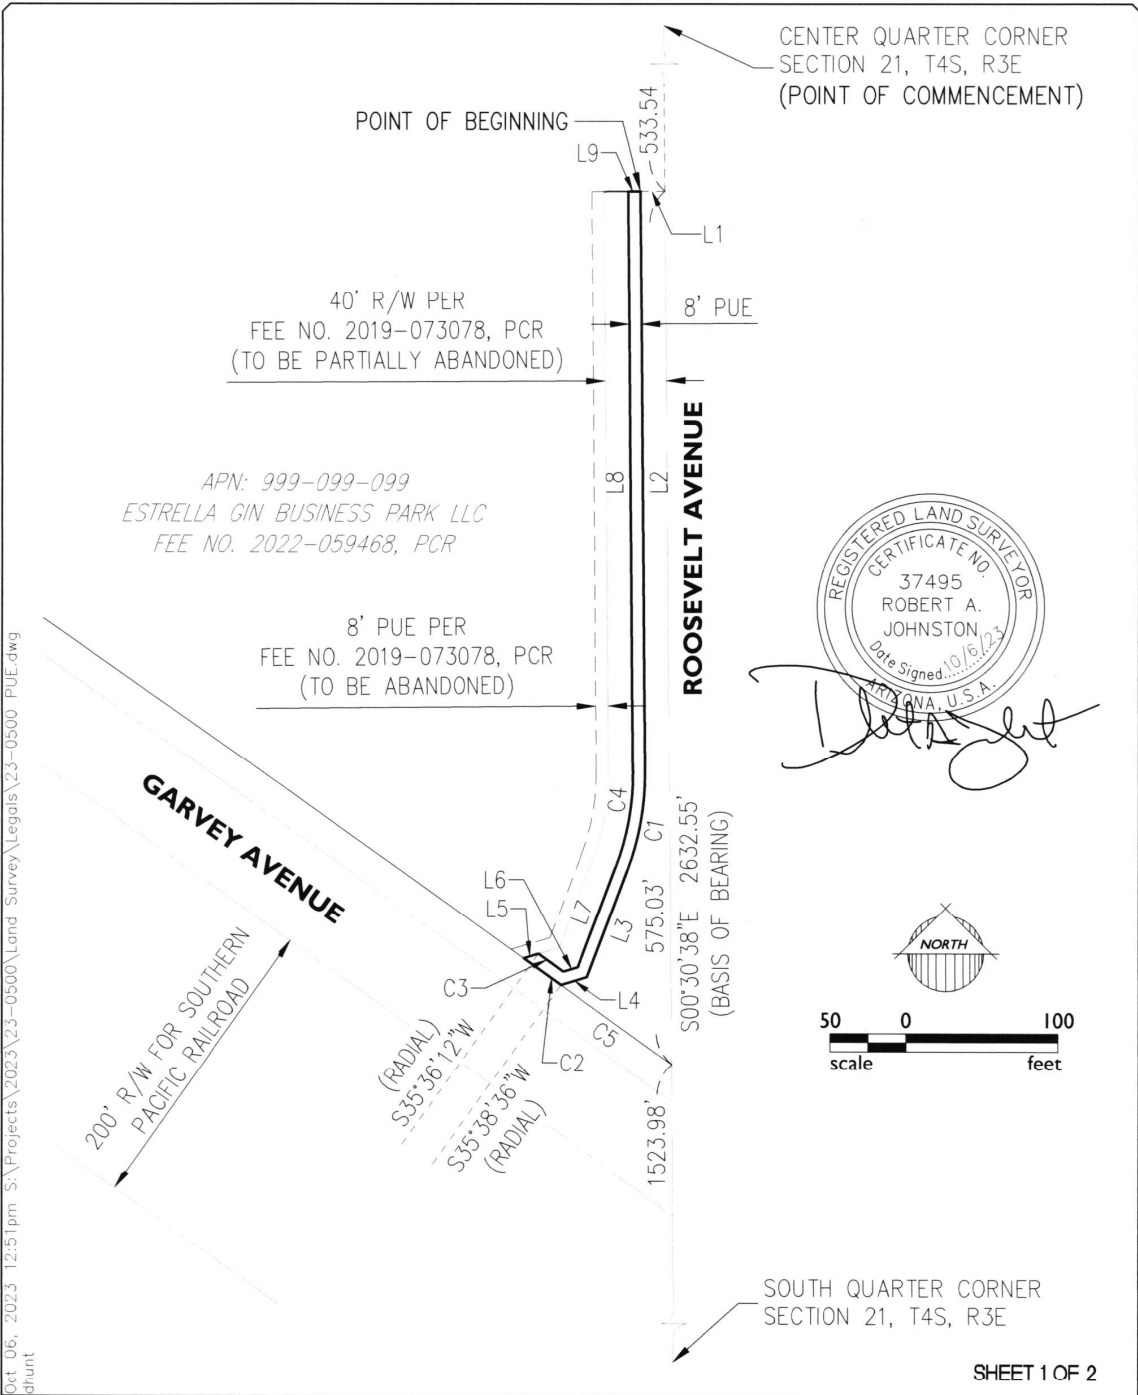 CENTER QUARTER CORNER
SECTION 21, T4S, R3E
(POINT OF COMMENCEMENT)
533.54
POINT OF BEGINNING
L9
L1
40' R/W PER
FEE NO. 2019-073078, PCR
(TO BE PARTIALLY ABANDONED)
8' PUE
L8
L2
ROOSEVELT AVENUE
APN: 999-099-099
ESTRELLA GIN BUSINESS PARK LLC
FEE NO. 2022-059468, PCR
REGISTERED LAND SURVEYOR
CERTIFICATE NO.
37495
ROBERT A.
JOHNSTON
Date Signed 10/6/23
ARIZONA, U.S.A.
8' PUE PER
FEE NO. 2019-073078, PCR
(TO BE ABANDONED)
GARVEY AVENUE
C4
C1
L6
L5
L7
L3
575.03'
S00°30'38"E 2632.55'
(BASIS OF BEARING)
C3
L4
C5
C2
NORTH
50 0 100
scale feet
200' R/W FOR SOUTHERN
PACIFIC RAILROAD
(RADIAL)
S35°36'12"W
S35°38'36"W
(RADIAL)
1523.98'
SOUTH QUARTER CORNER
SECTION 21, T4S, R3E
SHEET 1 OF 2
Oct 06, 2023 12:51pm S:\Projects\2023\23-0500\Land Survey\Legals\23-0500 PUE.dwg
dhunt